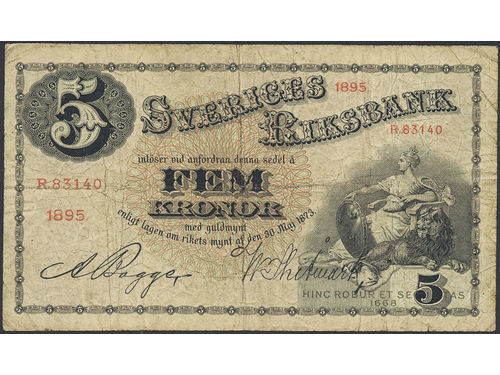 5
SVERIGES
RIKSBANK
1895.
R.83140
inlöser vid anfordran denna sedel å
R.83140
FEM
KRONOR
1895.
med guldmynt
enligt lagen om rikets mynt af den 30 Maj 1873.
5
HINC ROBUR ET SECURITAS
1668